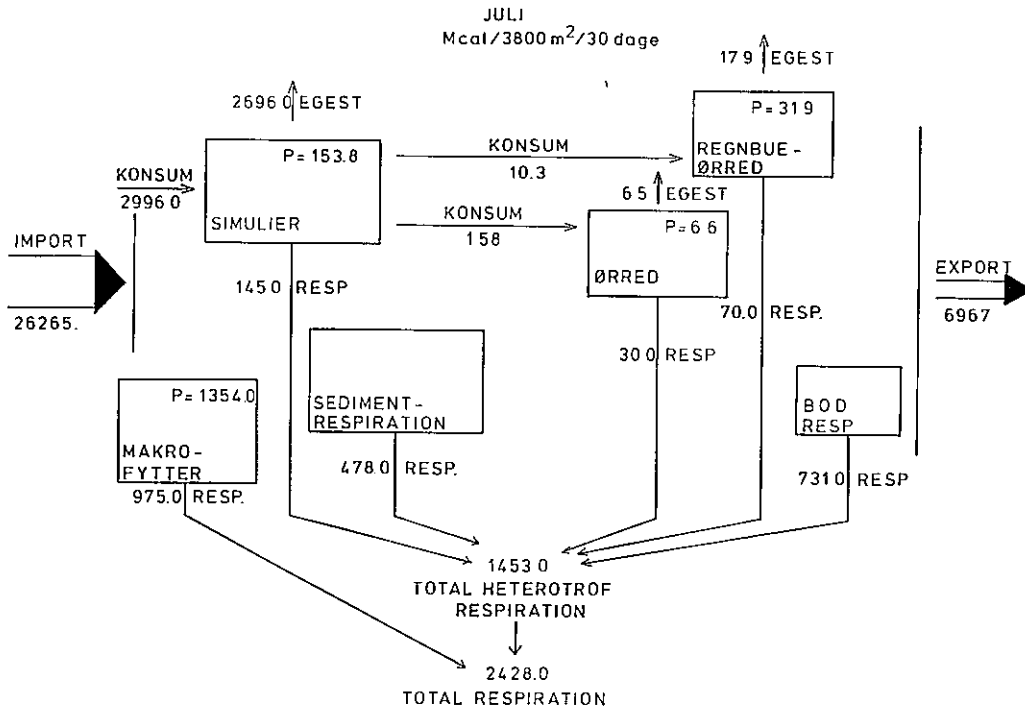 JULI
Mcal/3800 m²/30 dage
179 EGEST
2696 0 EGEST
P= 319
REGNBUE-
ØRRED
P= 153.8
SIMULIER
KONSUM
10.3
KONSUM
2996 0
65 EGEST
KONSUM
158
P= 6 6
ØRRED
IMPORT
26265.
EXPORT
6967
1450 RESP
70.0 RESP.
300 RESP
P= 1354.0
MAKRO-
FYTTER
SEDIMENT-
RESPIRATION
BOD
RESP
975.0 RESP.
478.0 RESP.
7310 RESP
1453 0
TOTAL HETEROTROF
RESPIRATION
2428.0
TOTAL RESPIRATION